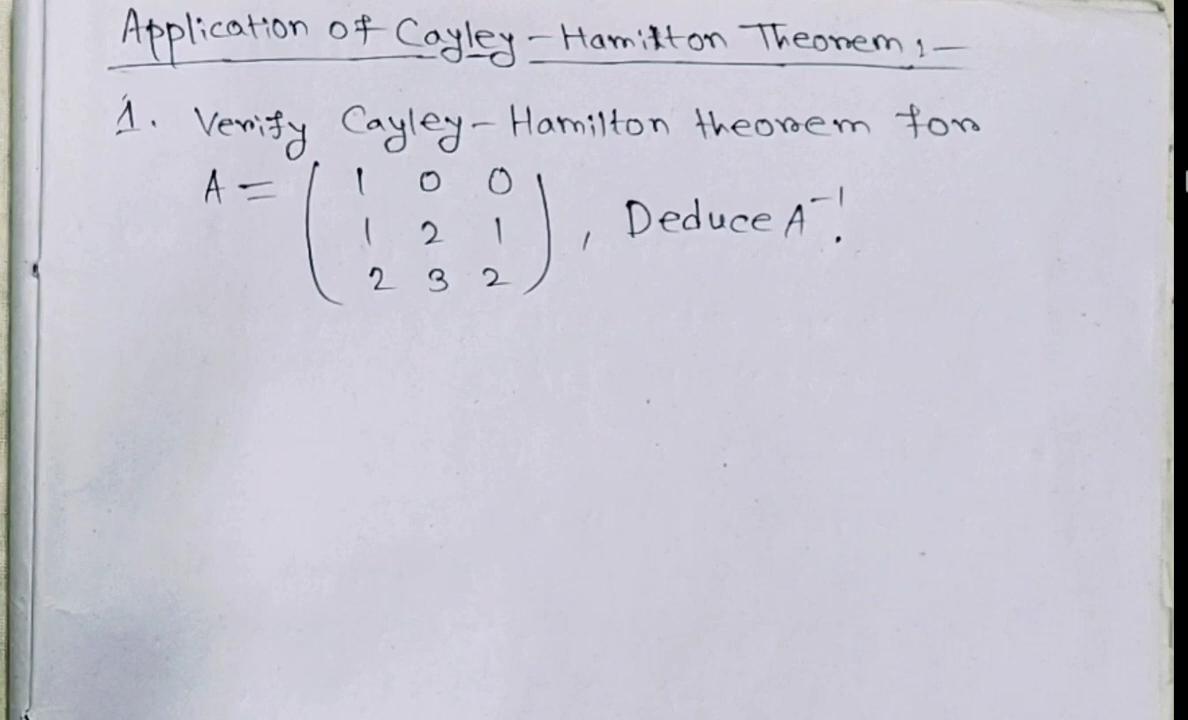 Application of Cayley-Hamilton Theorem :-
1. Verify Cayley-Hamilton theorem for
A = ( 1 0 0
1 2 1
2 3 2 ) , Deduce A⁻¹.